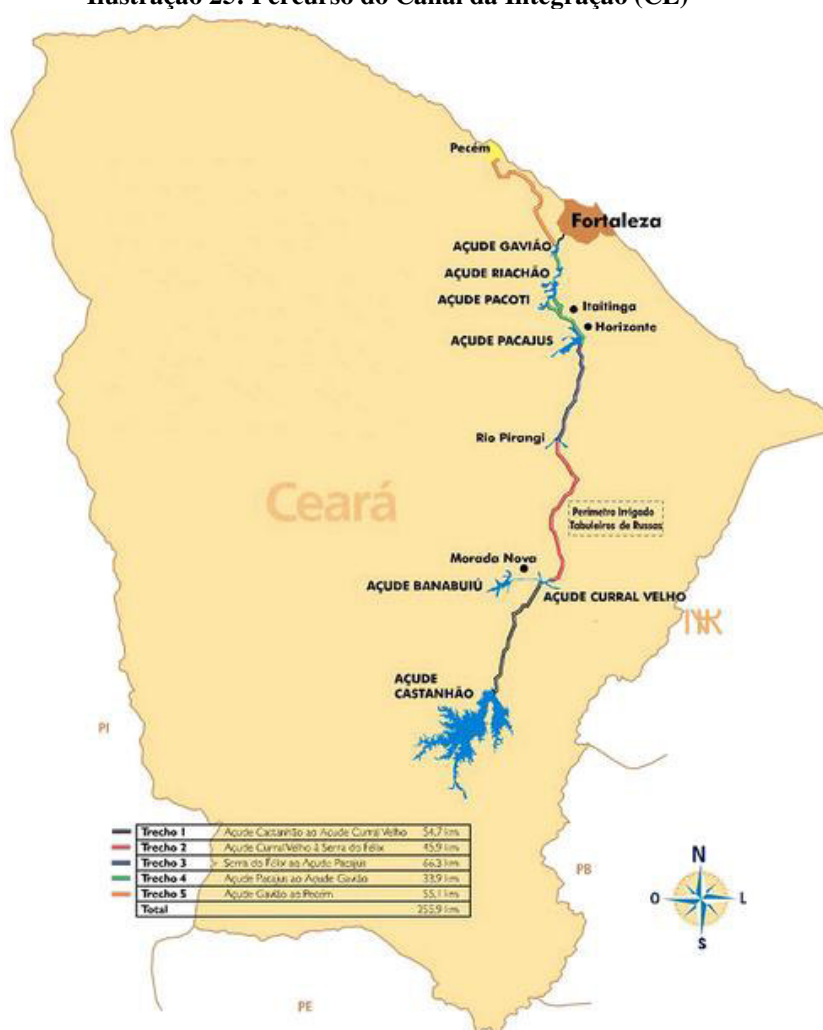 Ilustração 25: Percurso do Canal da Integração (CE)
Pecém
Fortaleza
AÇUDE GAVIÃO
AÇUDE RIACHÃO
AÇUDE PACOTI
Itaitinga
Horizonte
AÇUDE PACAJUS
Rio Pirangi
Ceará
Perímetro Irrigado
Tabuleiros de Russas
Morada Nova
AÇUDE BANABUIÚ
AÇUDE CURRAL VELHO
AÇUDE
CASTANHÃO
PI
Trecho 1 Açude Castanhão ao Açude Curral Velho 54,7 km
Trecho 2 Açude Curral Velho à Serra do Félix 45,9 km
Trecho 3 Serra do Félix ao Açude Pacajus 66,3 km
Trecho 4 Açude Pacajus ao Açude Gavião 33,9 km
Trecho 5 Açude Gavião ao Pecém 55,1 km
Total 255,9 km
PB
N
O
L
S
PE